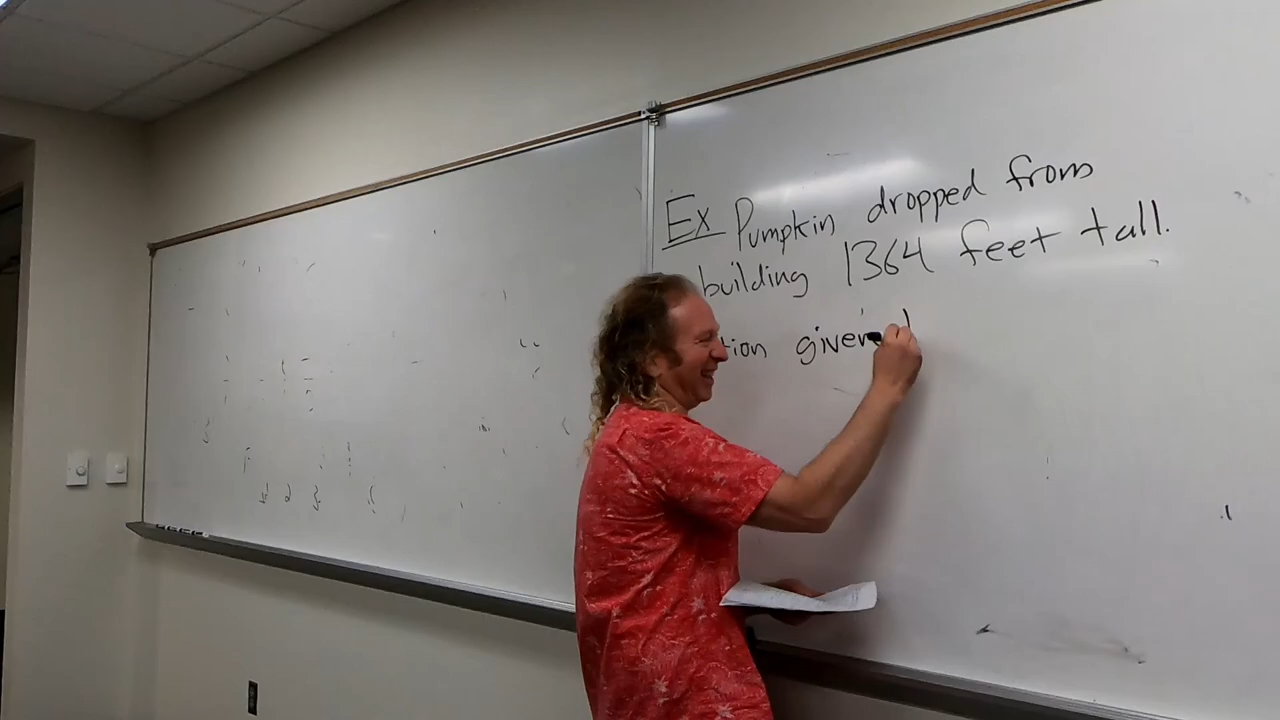 Ex Pumpkin dropped from
building 1364 feet tall.
tion given